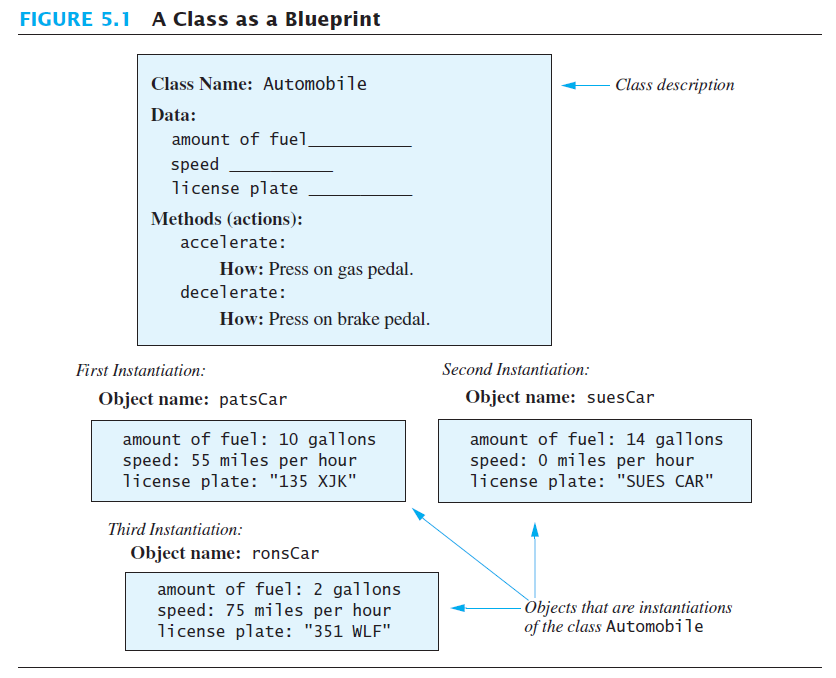 FIGURE 5.1 A Class as a Blueprint
Class Name: Automobile
Class description
Data:
amount of fuel__________
speed __________
license plate __________
Methods (actions):
accelerate:
How: Press on gas pedal.
decelerate:
How: Press on brake pedal.
First Instantiation:
Object name: patsCar
amount of fuel: 10 gallons
speed: 55 miles per hour
license plate: "135 XJK"
Second Instantiation:
Object name: suesCar
amount of fuel: 14 gallons
speed: 0 miles per hour
license plate: "SUES CAR"
Third Instantiation:
Object name: ronsCar
amount of fuel: 2 gallons
speed: 75 miles per hour
license plate: "351 WLF"
Objects that are instantiations
of the class Automobile